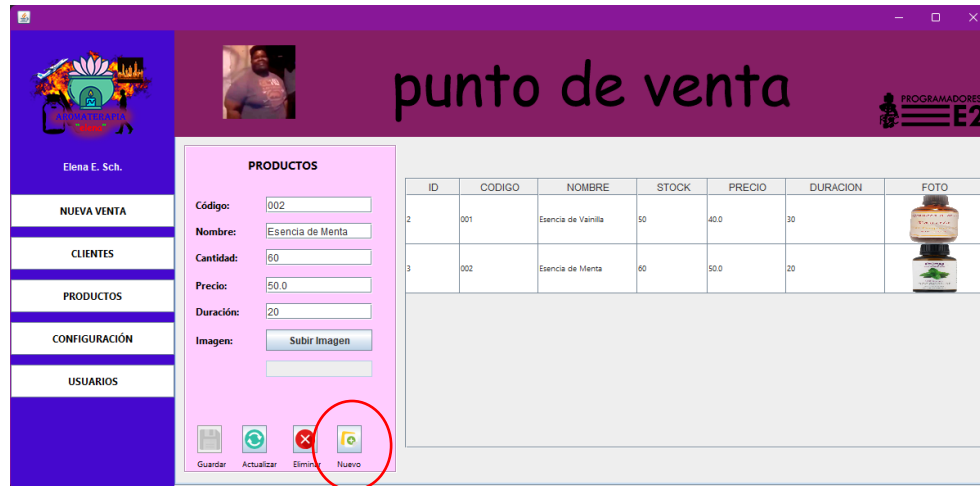 punto de venta
PROGRAMADORES
E2
AROMATERAPIA
Elena E. Sch.
NUEVA VENTA
CLIENTES
PRODUCTOS
CONFIGURACIÓN
USUARIOS
PRODUCTOS
Código: 002
Nombre: Esencia de Menta
Cantidad: 60
Precio: 50.0
Duración: 20
Imagen: Subir Imagen
Guardar Actualizar Eliminar Nuevo
ID CODIGO NOMBRE STOCK PRECIO DURACION FOTO
2 001 Esencia de Vainilla 50 40.0 30
3 002 Esencia de Menta 60 50.0 20